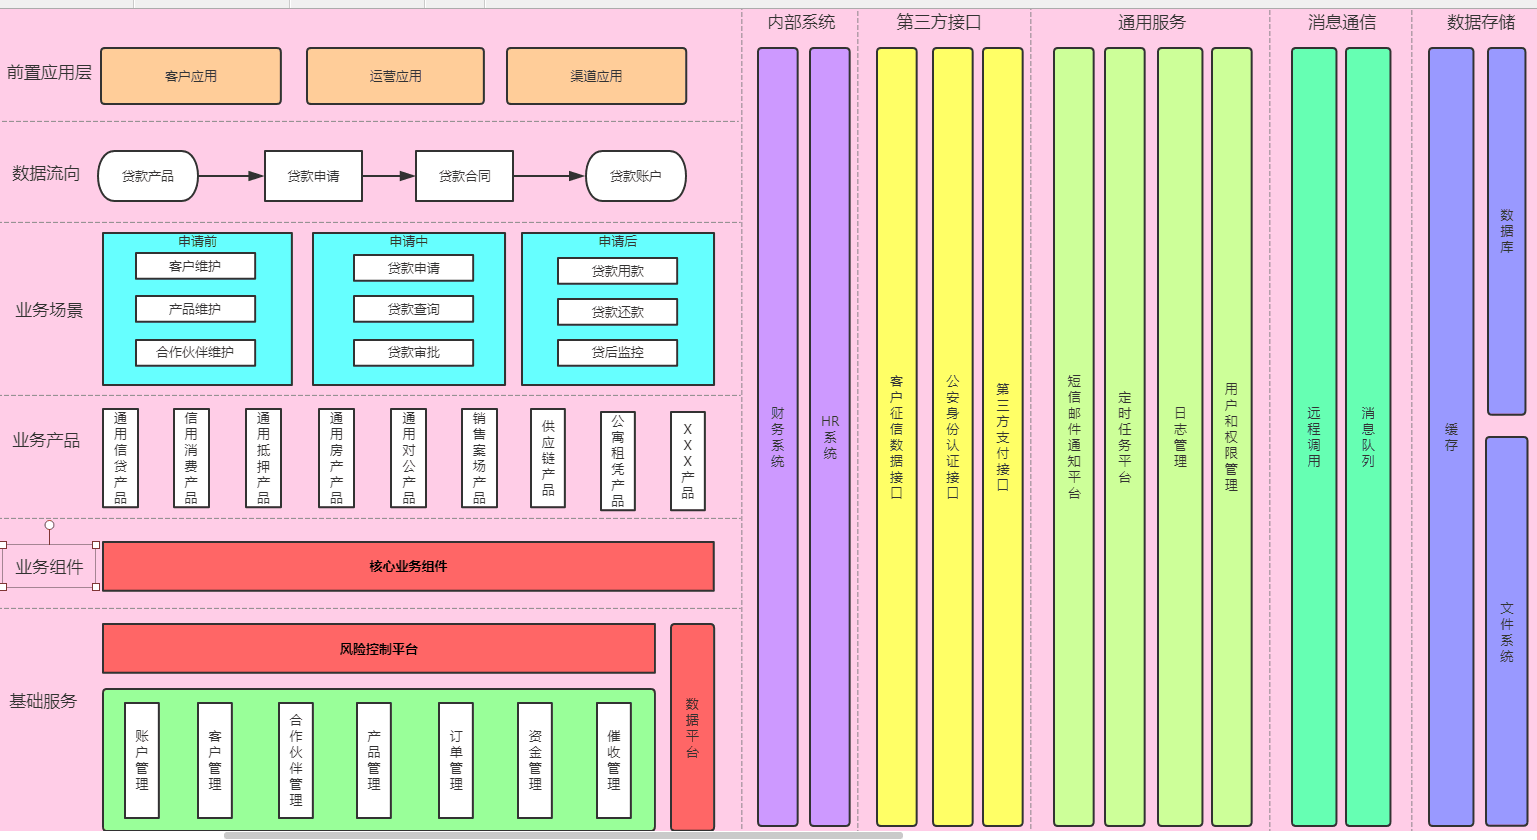 内部系统
第三方接口
通用服务
消息通信
数据存储
前置应用层
客户应用
运营应用
渠道应用
数据流向
贷款产品
贷款申请
贷款合同
贷款账户
业务场景
申请前
客户维护
产品维护
合作伙伴维护
申请中
贷款申请
贷款查询
贷款审批
申请后
贷款用款
贷款还款
贷后监控
业务产品
通用信贷产品
信用消费产品
通用抵押产品
通用房产产品
通用对公产品
销售案场产品
供应链产品
公寓租凭产品
XXX产品
业务组件
核心业务组件
基础服务
风险控制平台
账户管理
客户管理
合作伙伴管理
产品管理
订单管理
资金管理
催收管理
数据平台
财务系统
HR系统
客户征信数据接口
公安身份认证接口
第三方支付接口
短信邮件通知平台
定时任务平台
日志管理
用户和权限管理
远程调用
消息队列
缓存
数据库
文件系统